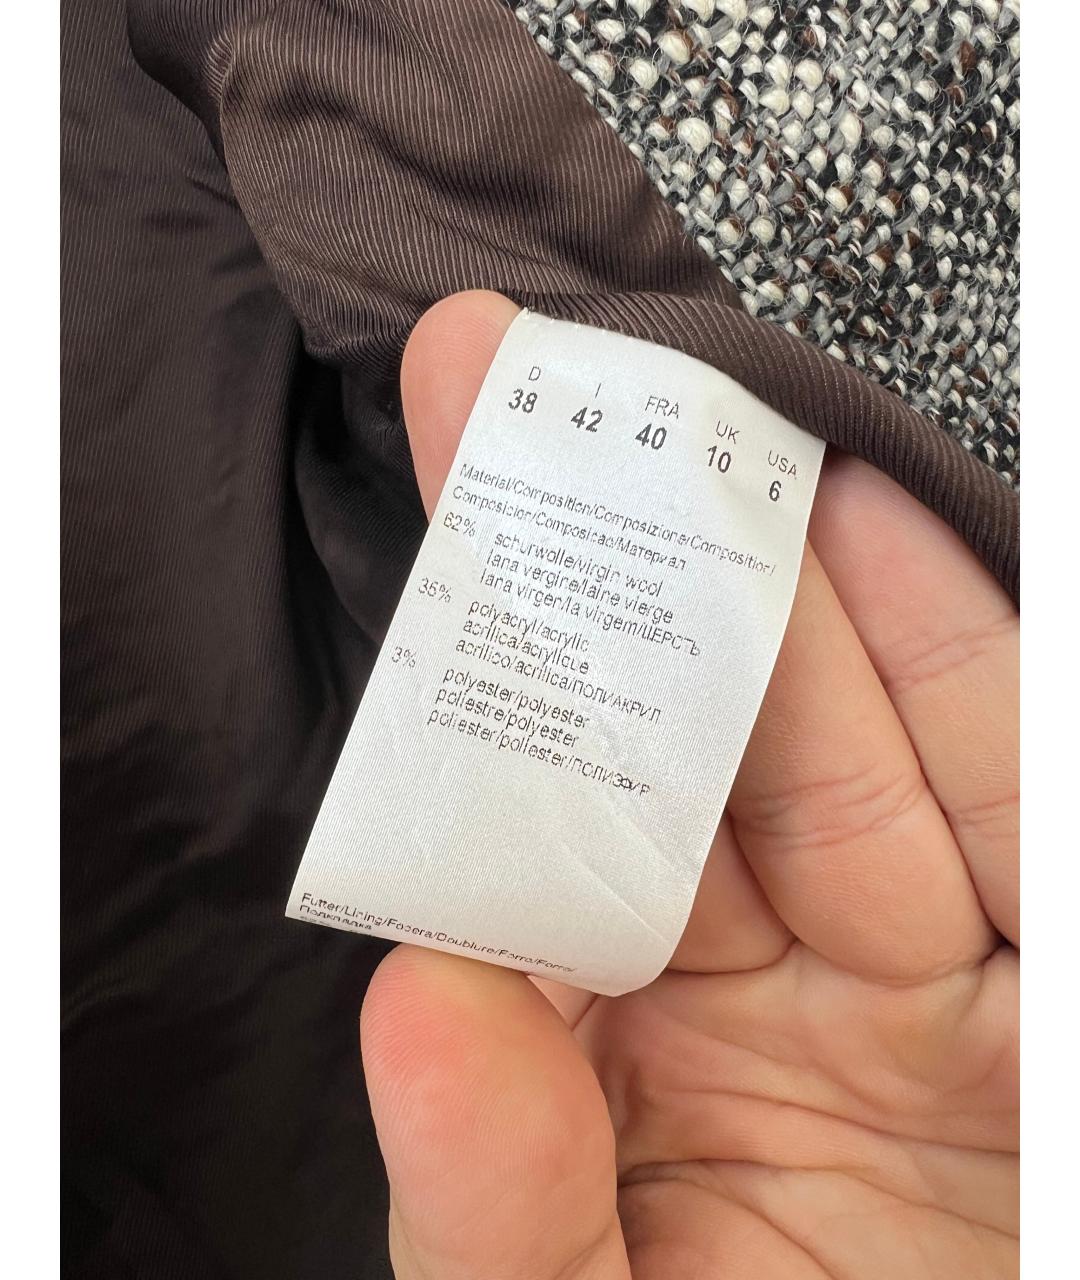 D I FRA UK USA
38 42 40 10 6
Material/Composition/Composizione/Composition/
Composicion/Composicao/Материал
62% schurwolle/virgin wool
lana vergine/laine vierge
lana virgen/la virgem/ШЕРСТЬ
35% polyacryl/acrylic
acrilica/acrylique
acrilico/acrilica/ПОЛИАКРИЛ
3% polyester/polyester
poliestre/polyester
poliester/poliester/ПОЛИЭФИР
Futter/Lining/Fodera/Doublure/Forro/Forro/
Подкладка